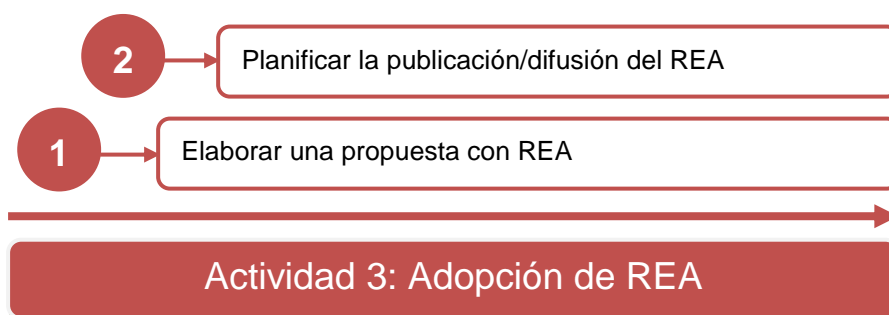 2 Planificar la publicación/difusión del REA
1 Elaborar una propuesta con REA
Actividad 3: Adopción de REA